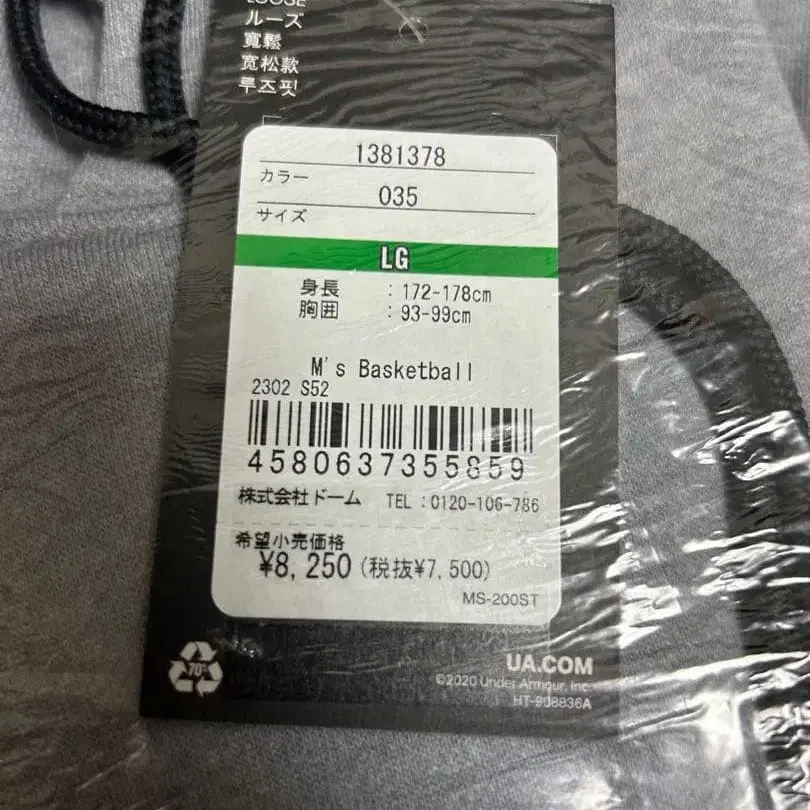 LOOSE
ルーズ
寬鬆
宽松款
루즈핏
1381378
カラー
035
サイズ
LG
身長 : 172-178cm
胸囲 : 93-99cm
M's Basketball
2302 S52
4580637355859
株式会社ドーム TEL :0120-106-786
希望小売価格
¥8,250(税抜¥7,500)
MS-200ST
70%
UA.COM
©2020 Under Armour, Inc.
HT-908836A